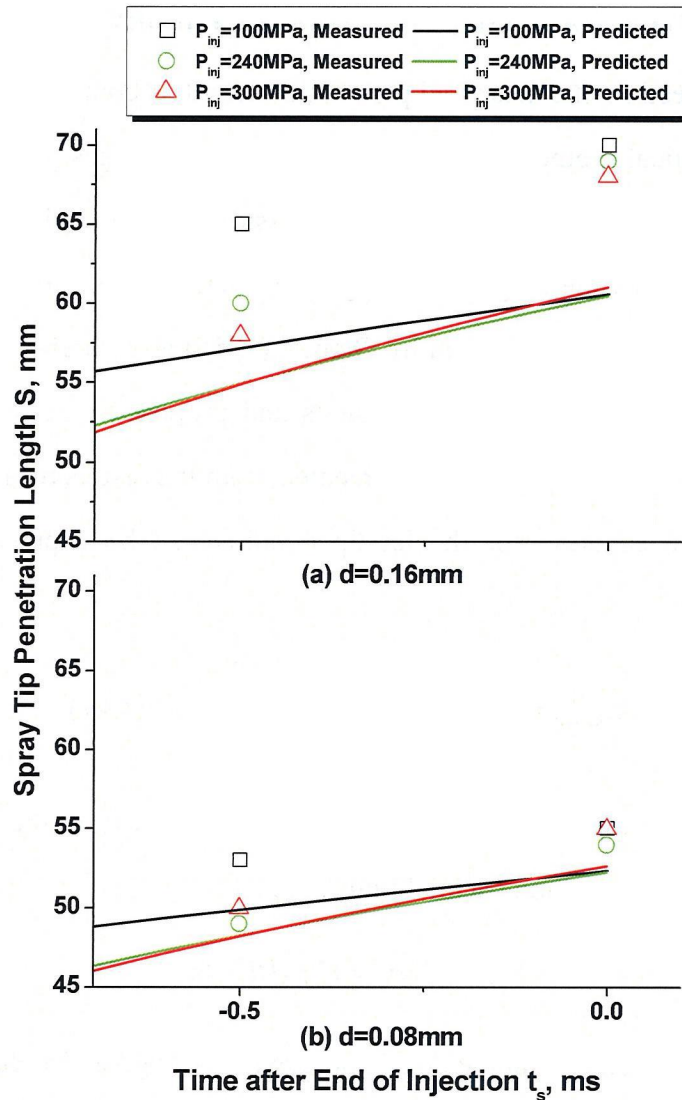 P_inj=100MPa, Measured P_inj=100MPa, Predicted
P_inj=240MPa, Measured P_inj=240MPa, Predicted
P_inj=300MPa, Measured P_inj=300MPa, Predicted
Spray Tip Penetration Length S, mm
70
65
60
55
50
45
(a) d=0.16mm
70
65
60
55
50
45
-0.5 0.0
(b) d=0.08mm
Time after End of Injection t_s, ms